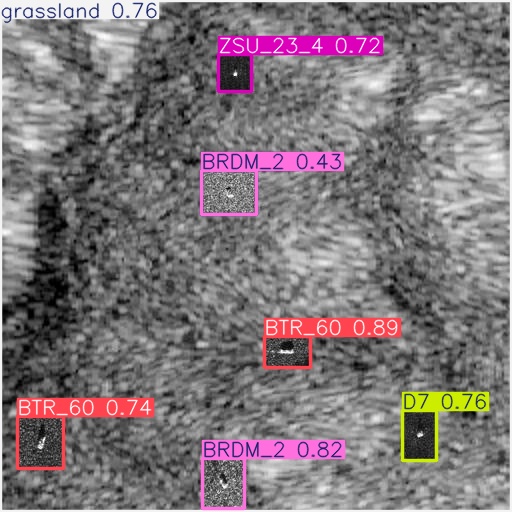 grassland 0.76
ZSU_23_4 0.72
BRDM_2 0.43
BTR_60 0.89
D7 0.76
BTR_60 0.74
BRDM_2 0.82